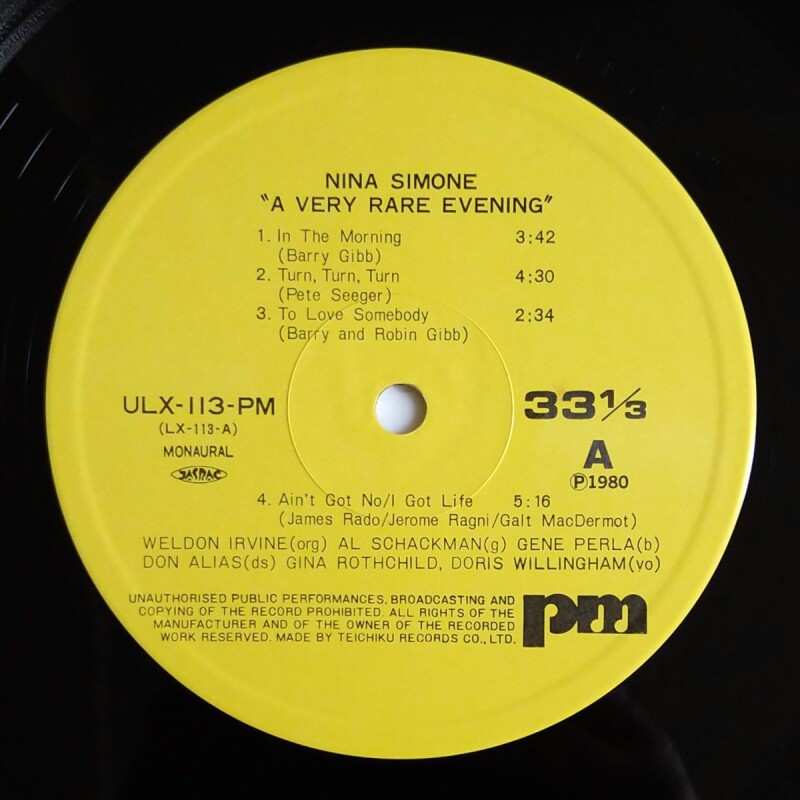 NINA SIMONE
"A VERY RARE EVENING"
1. In The Morning 3:42
(Barry Gibb)
2. Turn, Turn, Turn 4:30
(Pete Seeger)
3. To Love Somebody 2:34
(Barry and Robin Gibb)
ULX-113-PM 33 1/3
(LX-113-A)
MONAURAL
A
JASRAC
Ⓟ1980
4. Ain't Got No/I Got Life 5:16
(James Rado/Jerome Ragni/Galt MacDermot)
WELDON IRVINE(org) AL SCHACKMAN(g) GENE PERLA(b)
DON ALIAS(ds) GINA ROTHCHILD, DORIS WILLINGHAM(vo)
UNAUTHORISED PUBLIC PERFORMANCES, BROADCASTING AND
COPYING OF THE RECORD PROHIBITED. ALL RIGHTS OF THE
MANUFACTURER AND OF THE OWNER OF THE RECORDED
WORK RESERVED. MADE BY TEICHIKU RECORDS CO., LTD.
pm